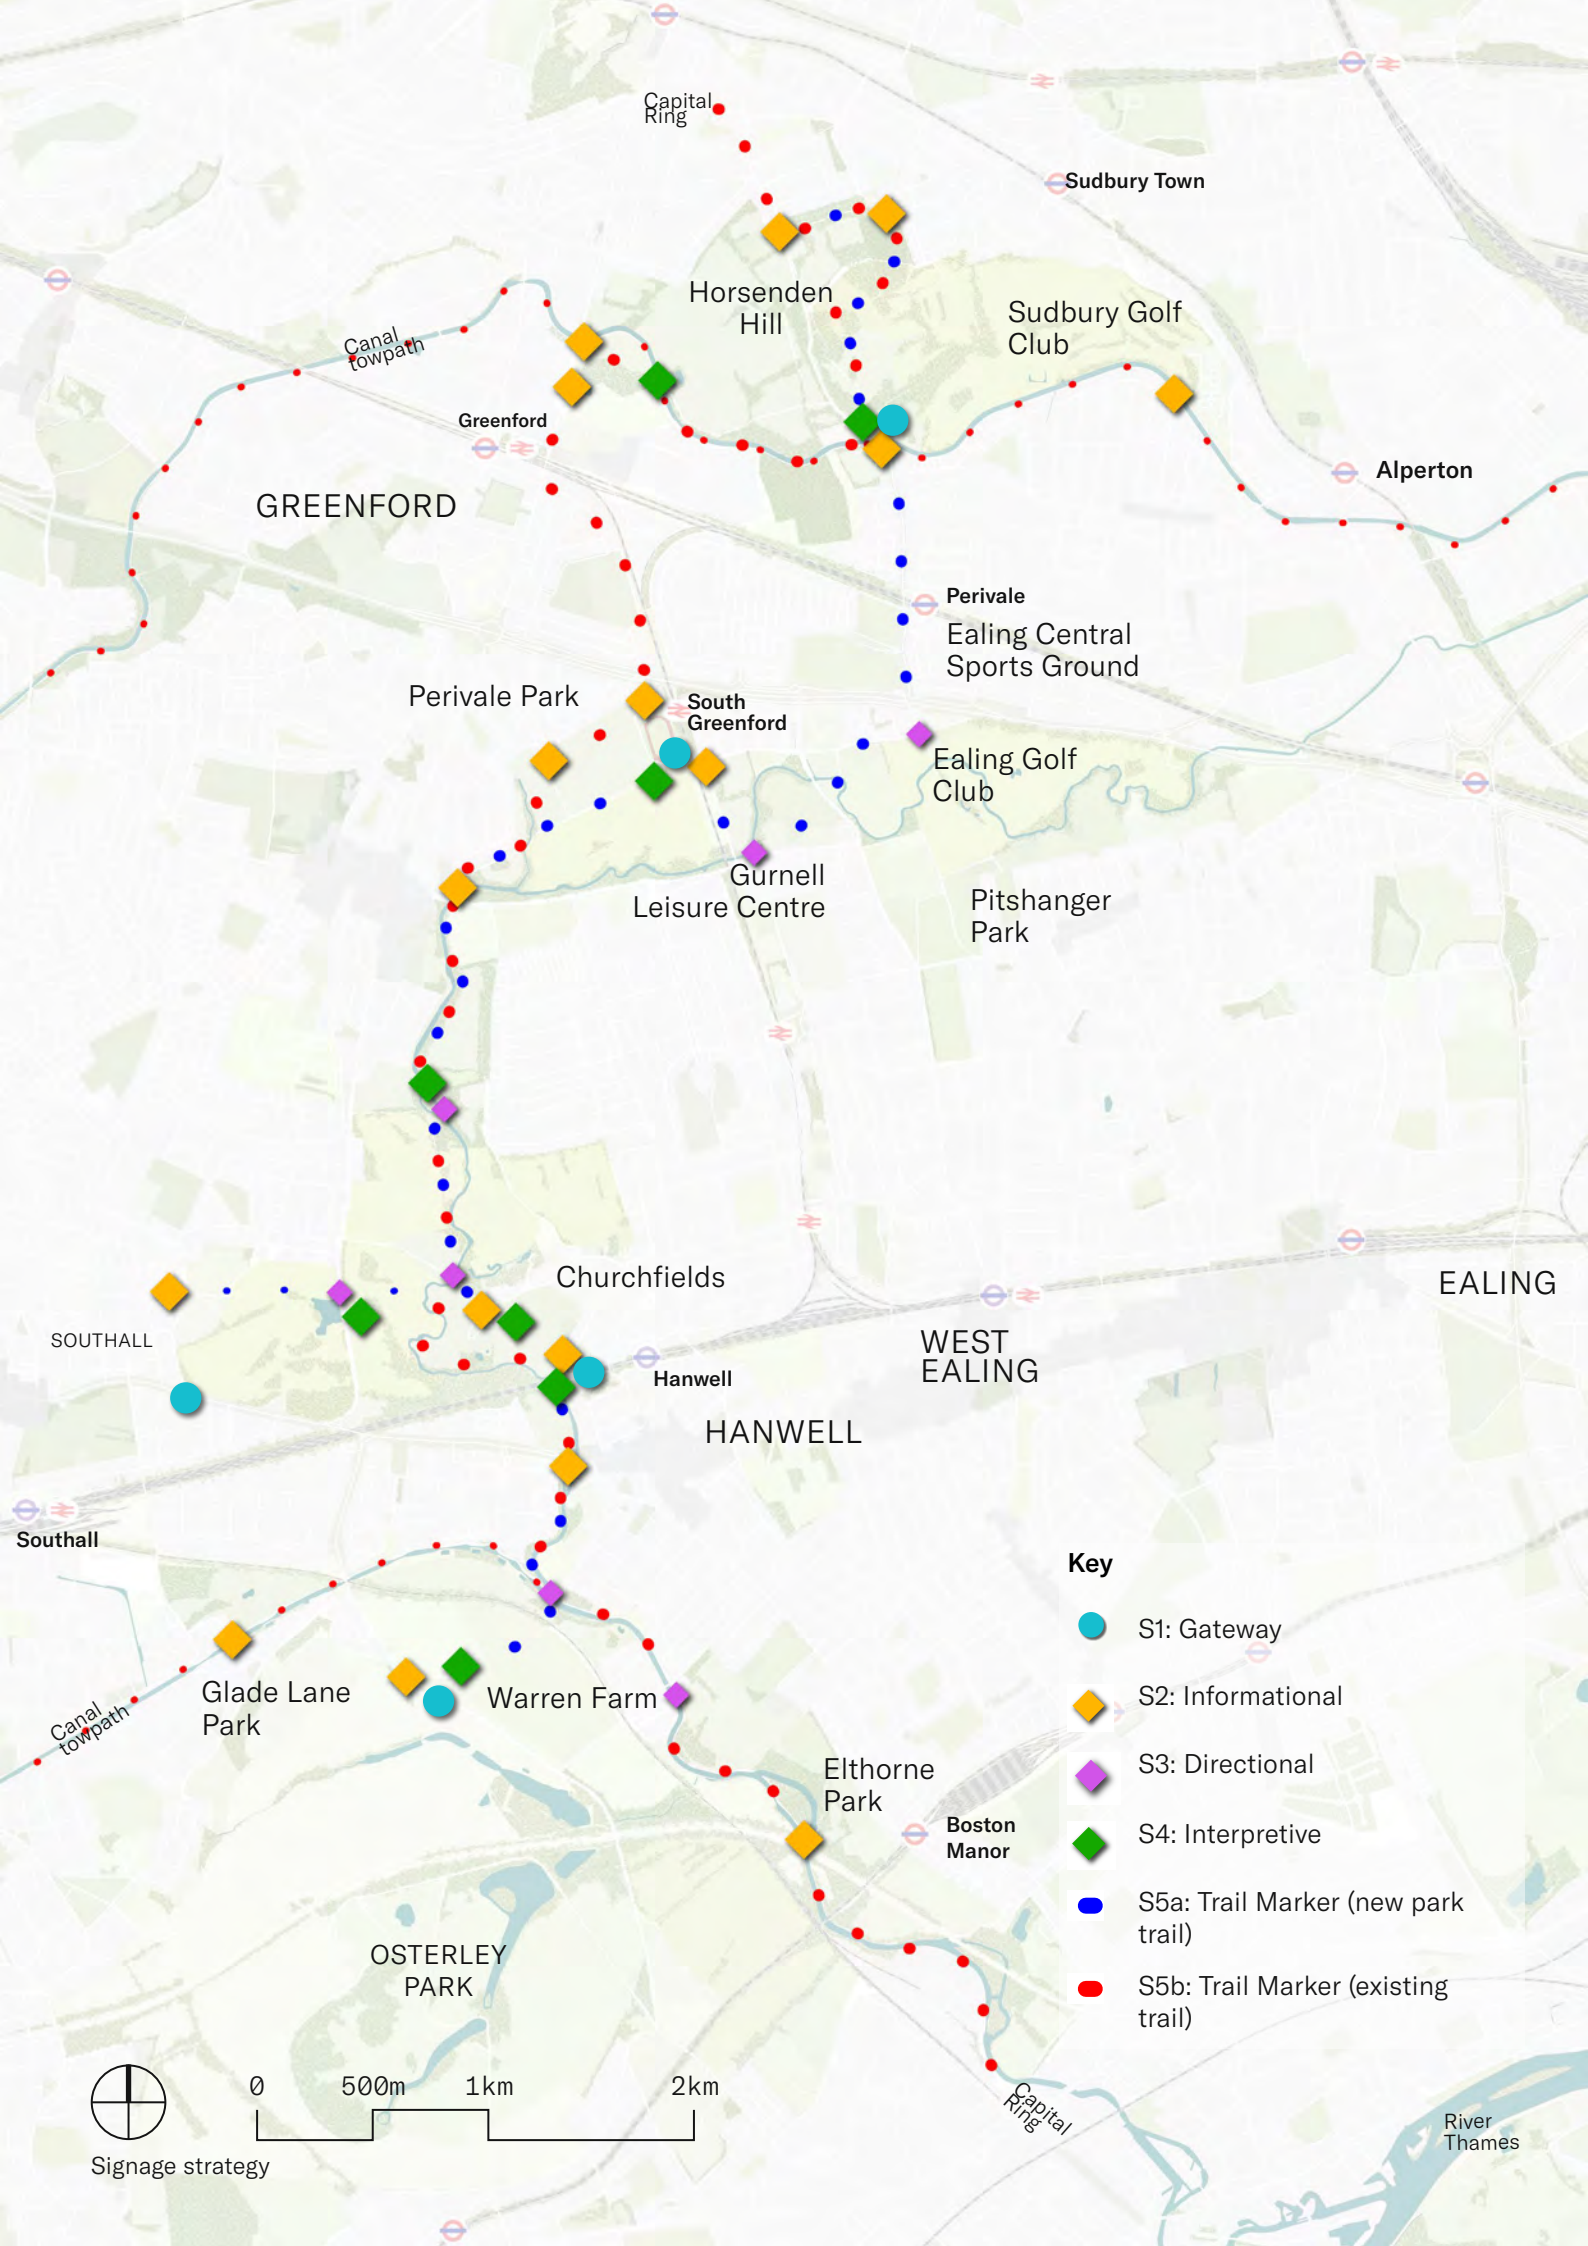 Capital
Ring
Sudbury Town
Horsenden
Hill
Sudbury Golf
Club
Canal
towpath
Greenford
Alperton
GREENFORD
Perivale
Ealing Central
Sports Ground
Perivale Park
South
Greenford
Ealing Golf
Club
Gurnell
Leisure Centre
Pitshanger
Park
Churchfields
EALING
SOUTHALL
WEST
EALING
Hanwell
HANWELL
Southall
Glade Lane
Park
Warren Farm
Canal
towpath
Elthorne
Park
Boston
Manor
OSTERLEY
PARK
Key
S1: Gateway
S2: Informational
S3: Directional
S4: Interpretive
S5a: Trail Marker (new park
trail)
S5b: Trail Marker (existing
trail)
0 500m 1km 2km
Signage strategy
Capital
Ring
River
Thames